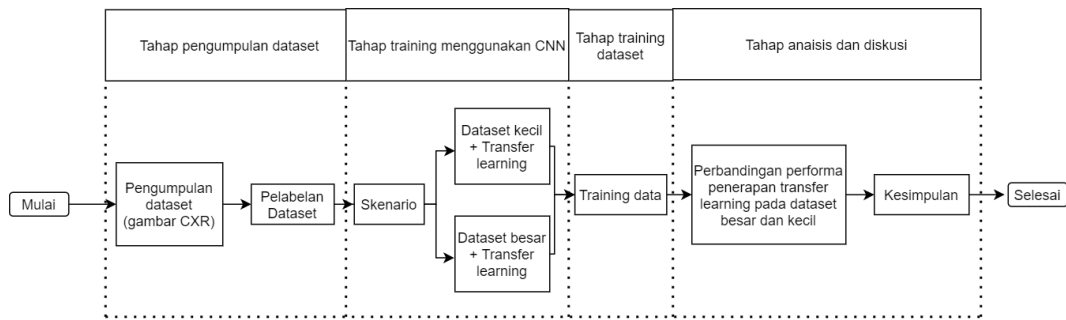 Tahap pengumpulan dataset
Tahap training menggunakan CNN
Tahap training
dataset
Tahap anaisis dan diskusi
Mulai
Pengumpulan
dataset
(gambar CXR)
Pelabelan
Dataset
Skenario
Dataset kecil
+ Transfer
learning
Dataset besar
+ Transfer
learning
Training data
Perbandingan performa
penerapan transfer
learning pada dataset
besar dan kecil
Kesimpulan
Selesai